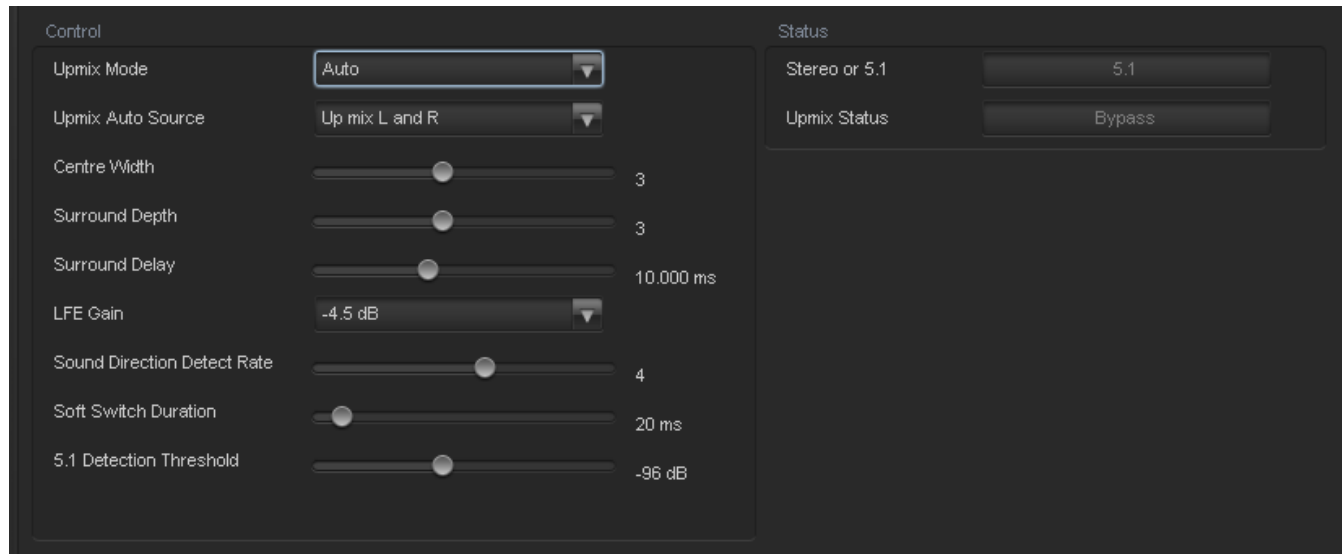 Control
Upmix Mode Auto
Upmix Auto Source Up mix L and R
Centre Width 3
Surround Depth 3
Surround Delay 10.000 ms
LFE Gain -4.5 dB
Sound Direction Detect Rate 4
Soft Switch Duration 20 ms
5.1 Detection Threshold -96 dB
Status
Stereo or 5.1 5.1
Upmix Status Bypass